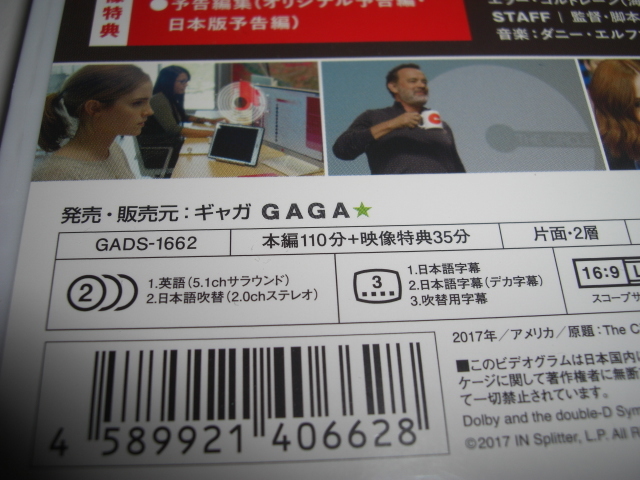 像特典
●予告編集(オリジナル予告編・
日本版予告編)
STAFF | 監督・脚本
音楽:ダニー・エルフ
発売・販売元:ギャガ GAGA★
GADS-1662
本編110分+映像特典35分
片面・2層
2
1.英語(5.1chサラウンド)
2.日本語吹替(2.0chステレオ)
3
1.日本語字幕
2.日本語字幕(デカ字幕)
3.吹替用字幕
16:9 L
スコープサ
2017年/アメリカ/原題:The C
■このビデオグラムは日本国内
ケージに関して著作権者に無断
て一切禁止されています。
Dolby and the double-D Sym
©2017 IN Splitter, L.P. All R
4 589921 406628